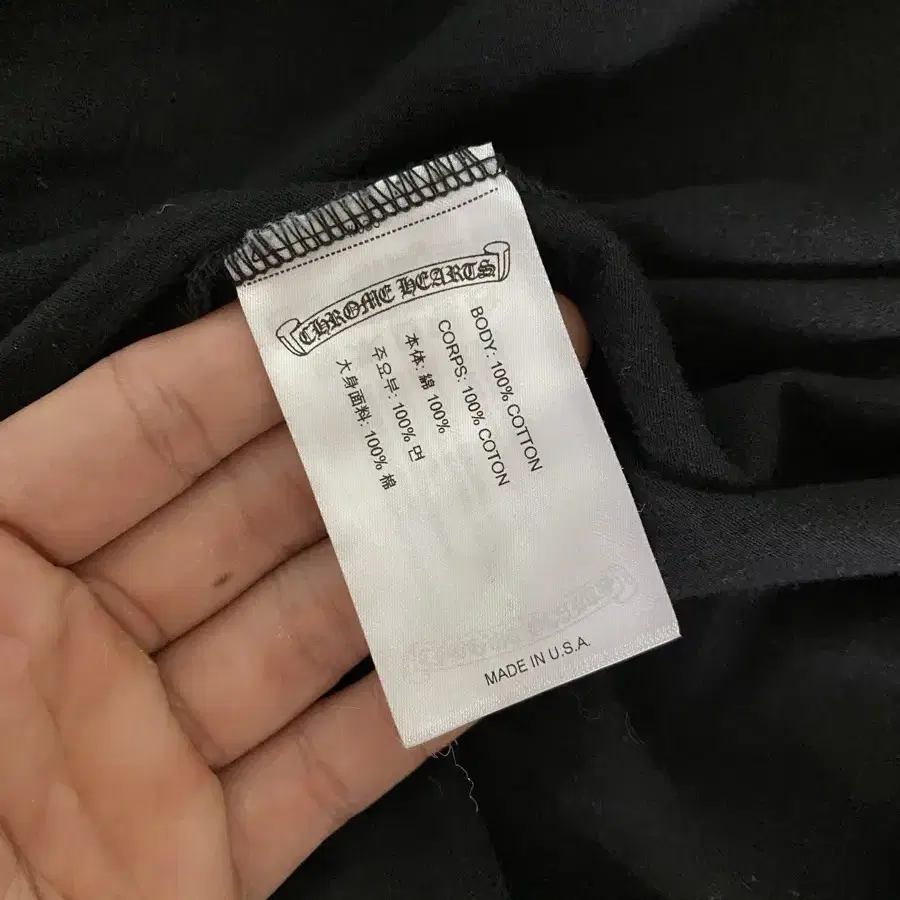 CHROME HEARTS
BODY: 100% COTTON
CORPS: 100% COTON
本体: 綿 100%
주요부: 100% 면
大身面料: 100% 棉
MADE IN U.S.A.